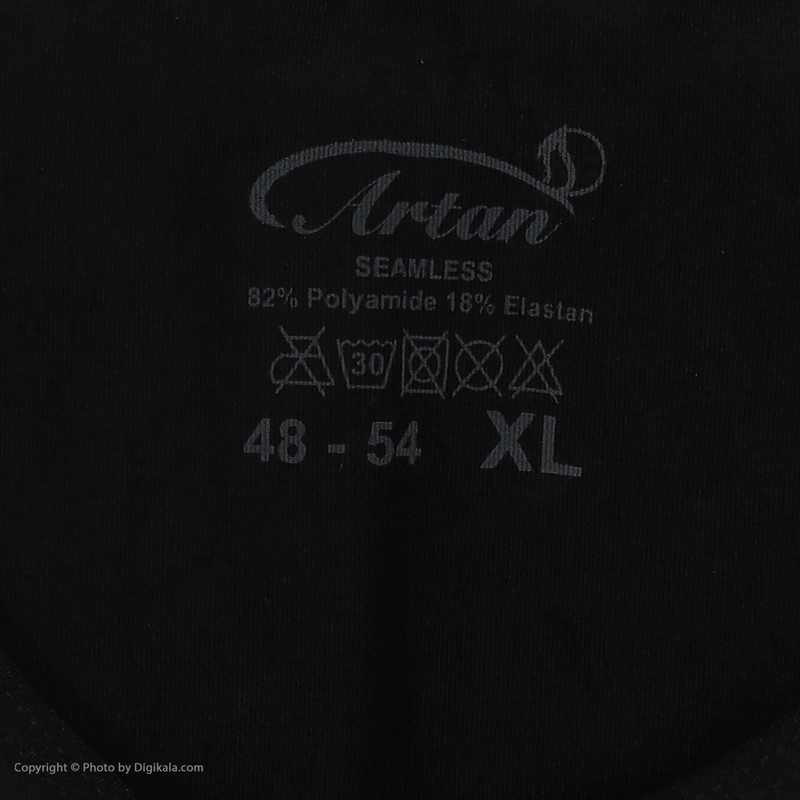 Artan
SEAMLESS
82% Polyamide 18% Elastan
30
48 - 54 XL
Copyright © Photo by Digikala.com